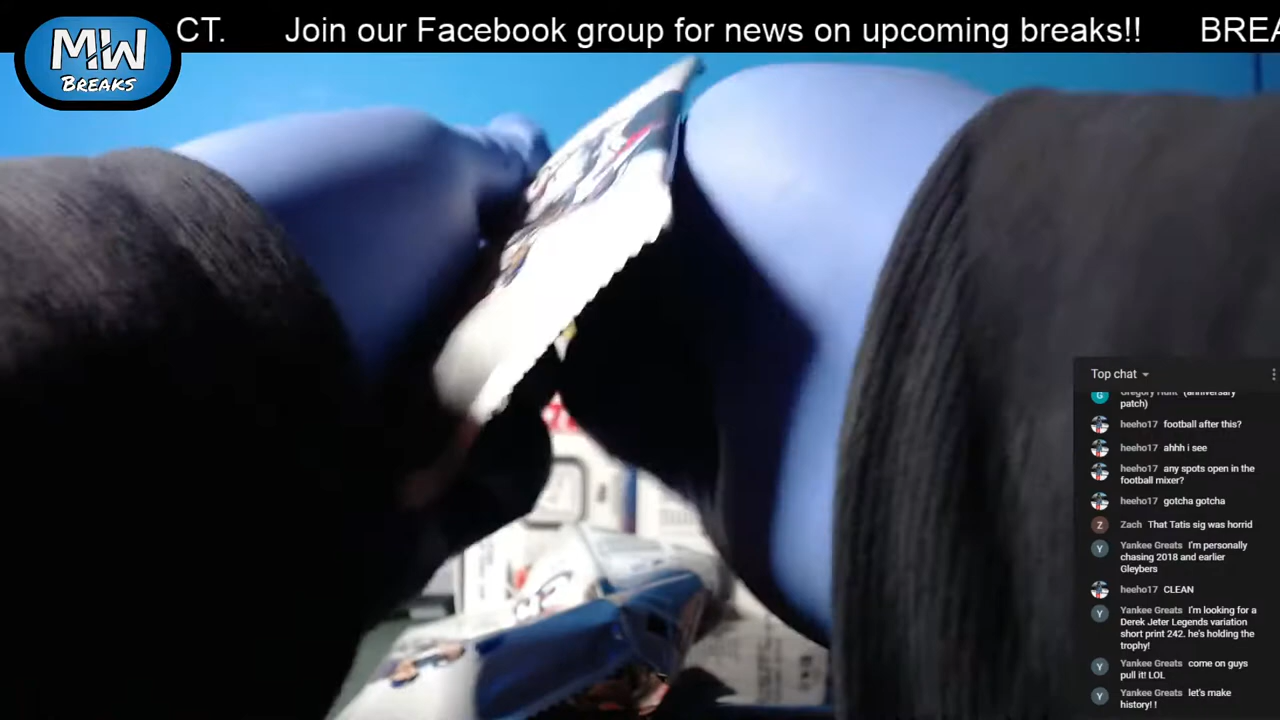 CT. Join our Facebook group for news on upcoming breaks!! BREA
MW
BREAKS
Top chat
Gregory Hunt (anniversary
patch)
heeho17 football after this?
heeho17 ahhh i see
heeho17 any spots open in the
football mixer?
heeho17 gotcha gotcha
Z Zach That Tatis sig was horrid
Y Yankee Greats I'm personally
chasing 2018 and earlier
Gleybers
heeho17 CLEAN
Y Yankee Greats I'm looking for a
Derek Jeter Legends variation
short print 242. he's holding the
trophy!
Y Yankee Greats come on guys
pull it! LOL
Y Yankee Greats let's make
history! !